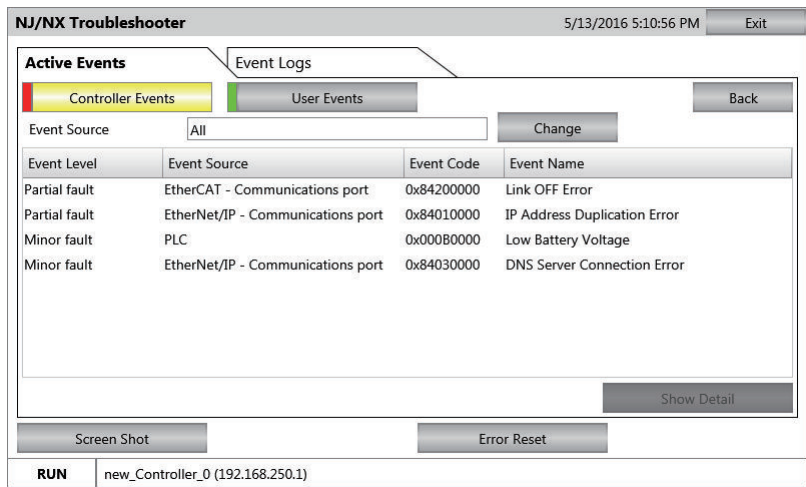 NJ/NX Troubleshooter 5/13/2016 5:10:56 PM Exit
Active Events Event Logs
Controller Events User Events Back
Event Source All Change
Event Level Event Source Event Code Event Name
Partial fault EtherCAT - Communications port 0x84200000 Link OFF Error
Partial fault EtherNet/IP - Communications port 0x84010000 IP Address Duplication Error
Minor fault PLC 0x000B0000 Low Battery Voltage
Minor fault EtherNet/IP - Communications port 0x84030000 DNS Server Connection Error
Show Detail
Screen Shot Error Reset
RUN new_Controller_0 (192.168.250.1)